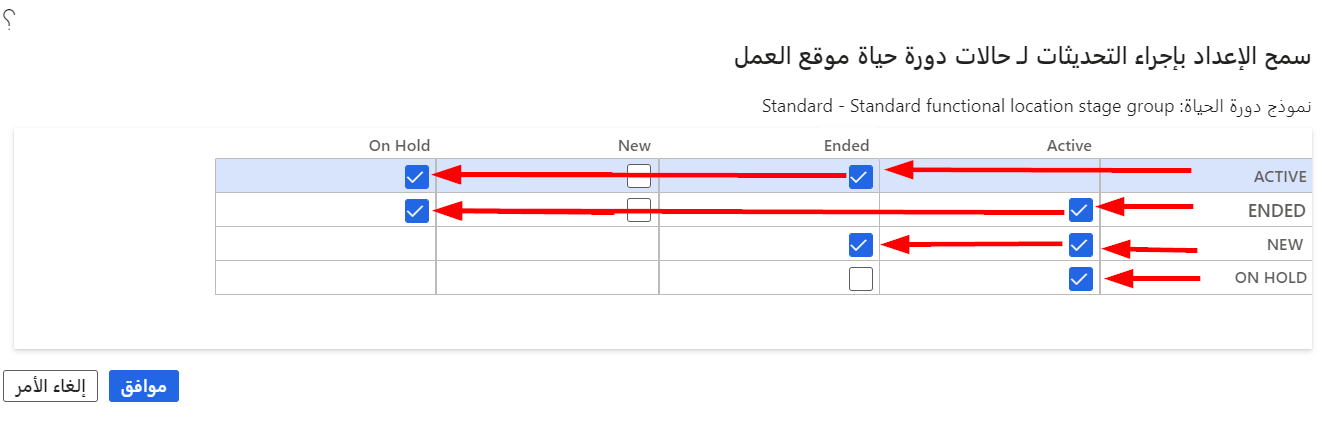 ؟
سمح الإعداد بإجراء التحديثات لـ حالات دورة حياة موقع العمل
نموذج دورة الحياة: Standard - Standard functional location stage group
Active Ended New On Hold
ACTIVE
ENDED
NEW
ON HOLD
موافق إلغاء الأمر